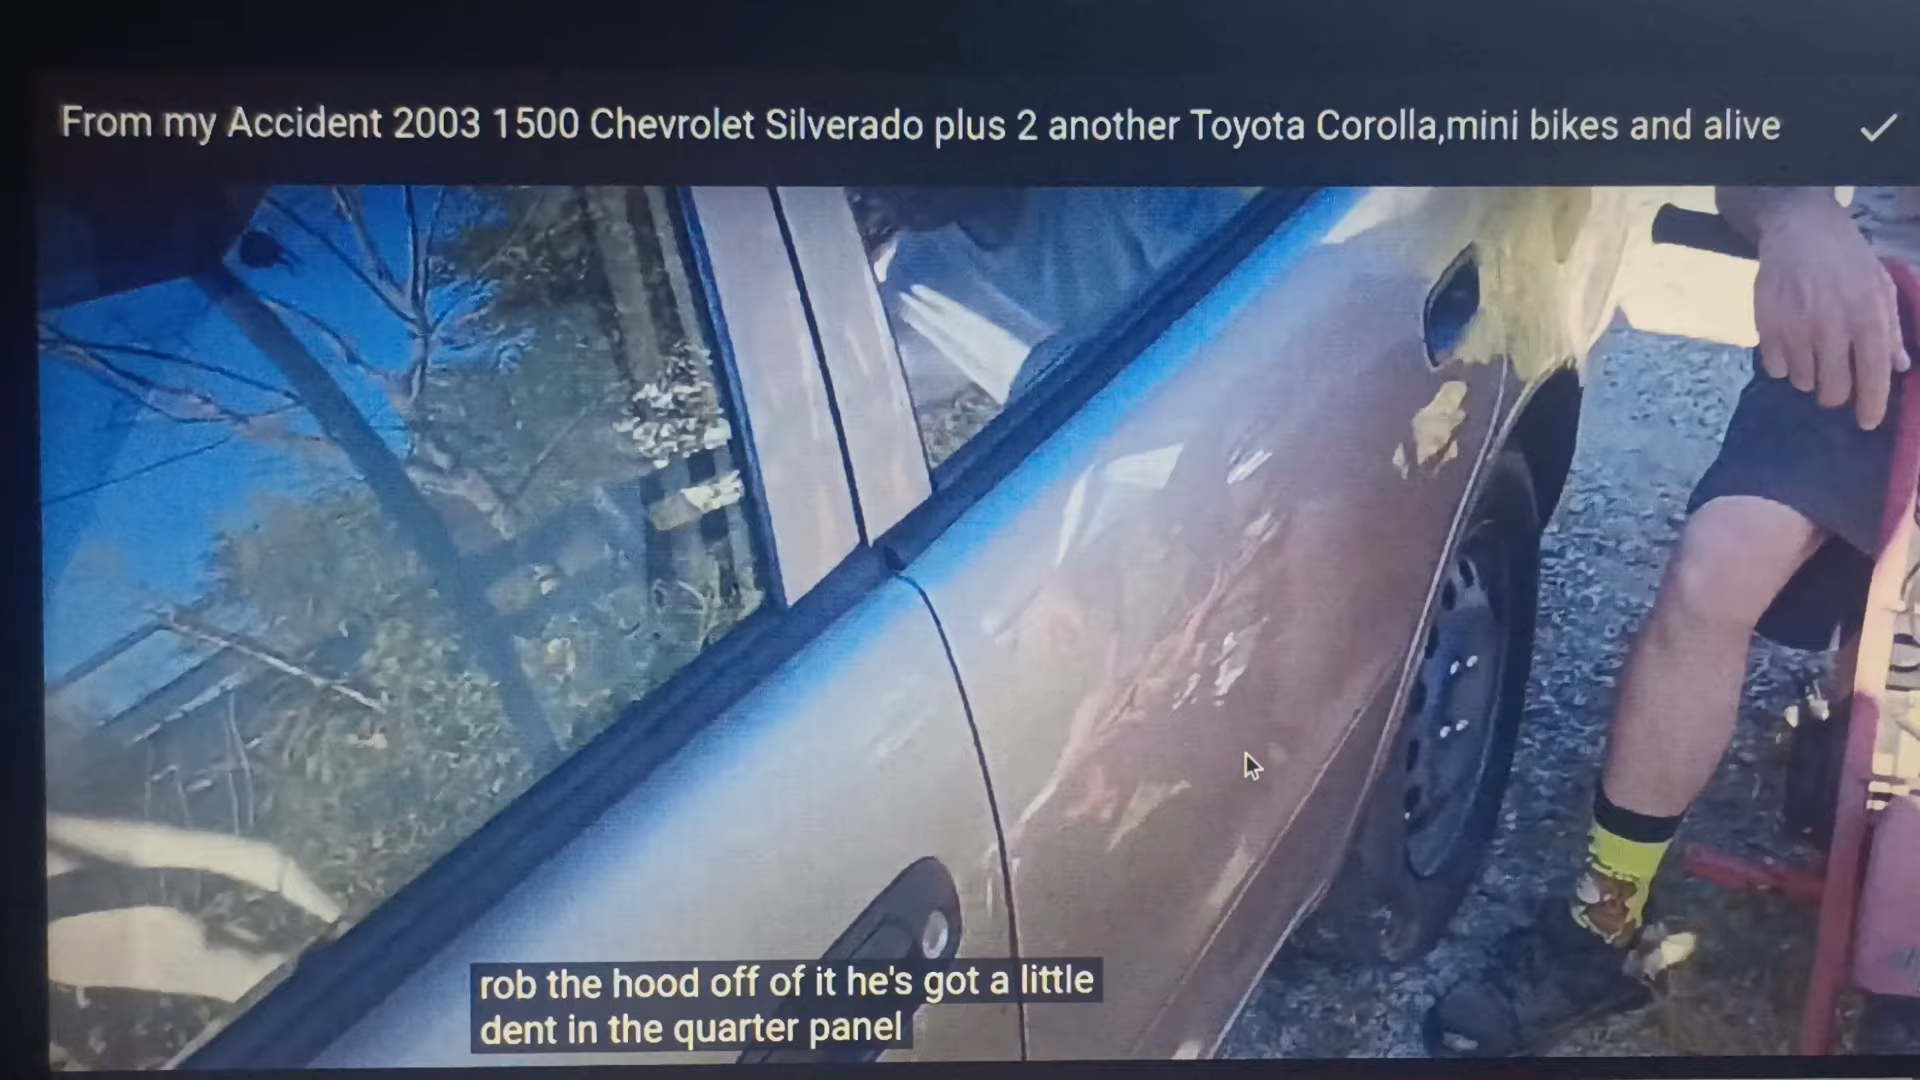 From my Accident 2003 1500 Chevrolet Silverado plus 2 another Toyota Corolla,mini bikes and alive
rob the hood off of it he's got a little
dent in the quarter panel